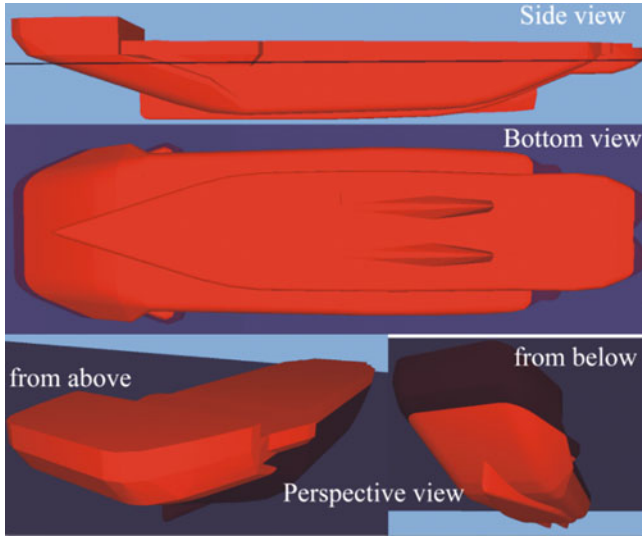 Side view
Bottom view
from above
from below
Perspective view